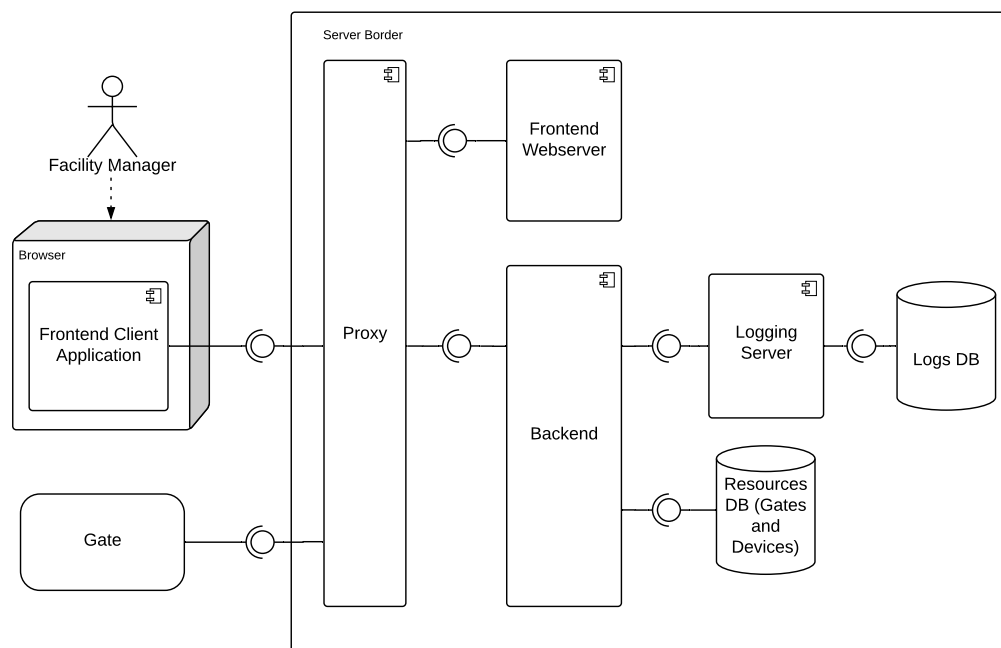 Server Border
Facility Manager
Browser
Frontend Client
Application
Gate
Proxy
Frontend
Webserver
Backend
Logging
Server
Logs DB
Resources
DB (Gates
and
Devices)